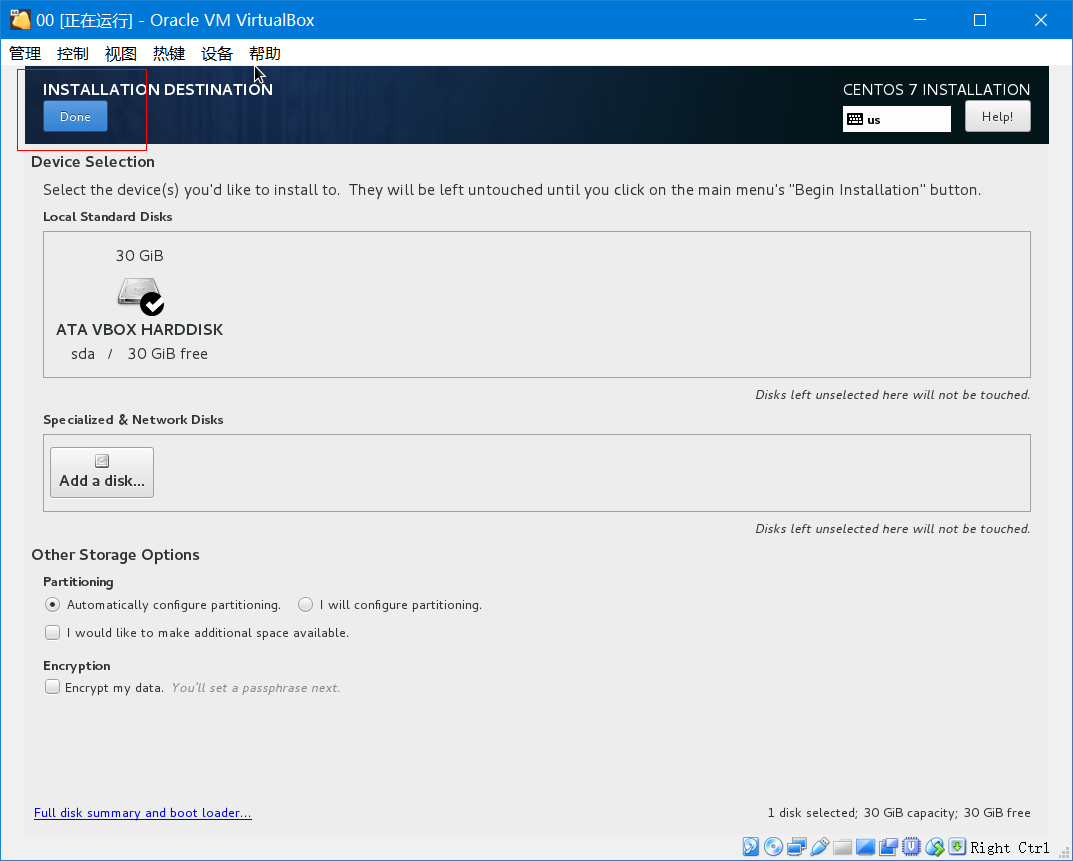 00 [正在运行] - Oracle VM VirtualBox
管理 控制 视图 热键 设备 帮助
INSTALLATION DESTINATION
CENTOS 7 INSTALLATION
Done
us
Help!
Device Selection
Select the device(s) you'd like to install to.  They will be left untouched until you click on the main menu's "Begin Installation" button.
Local Standard Disks
30 GiB
ATA VBOX HARDDISK
sda / 30 GiB free
Disks left unselected here will not be touched.
Specialized & Network Disks
Add a disk...
Disks left unselected here will not be touched.
Other Storage Options
Partitioning
Automatically configure partitioning. I will configure partitioning.
I would like to make additional space available.
Encryption
Encrypt my data. You'll set a passphrase next.
Full disk summary and boot loader...
1 disk selected; 30 GiB capacity; 30 GiB free
Right Ctrl